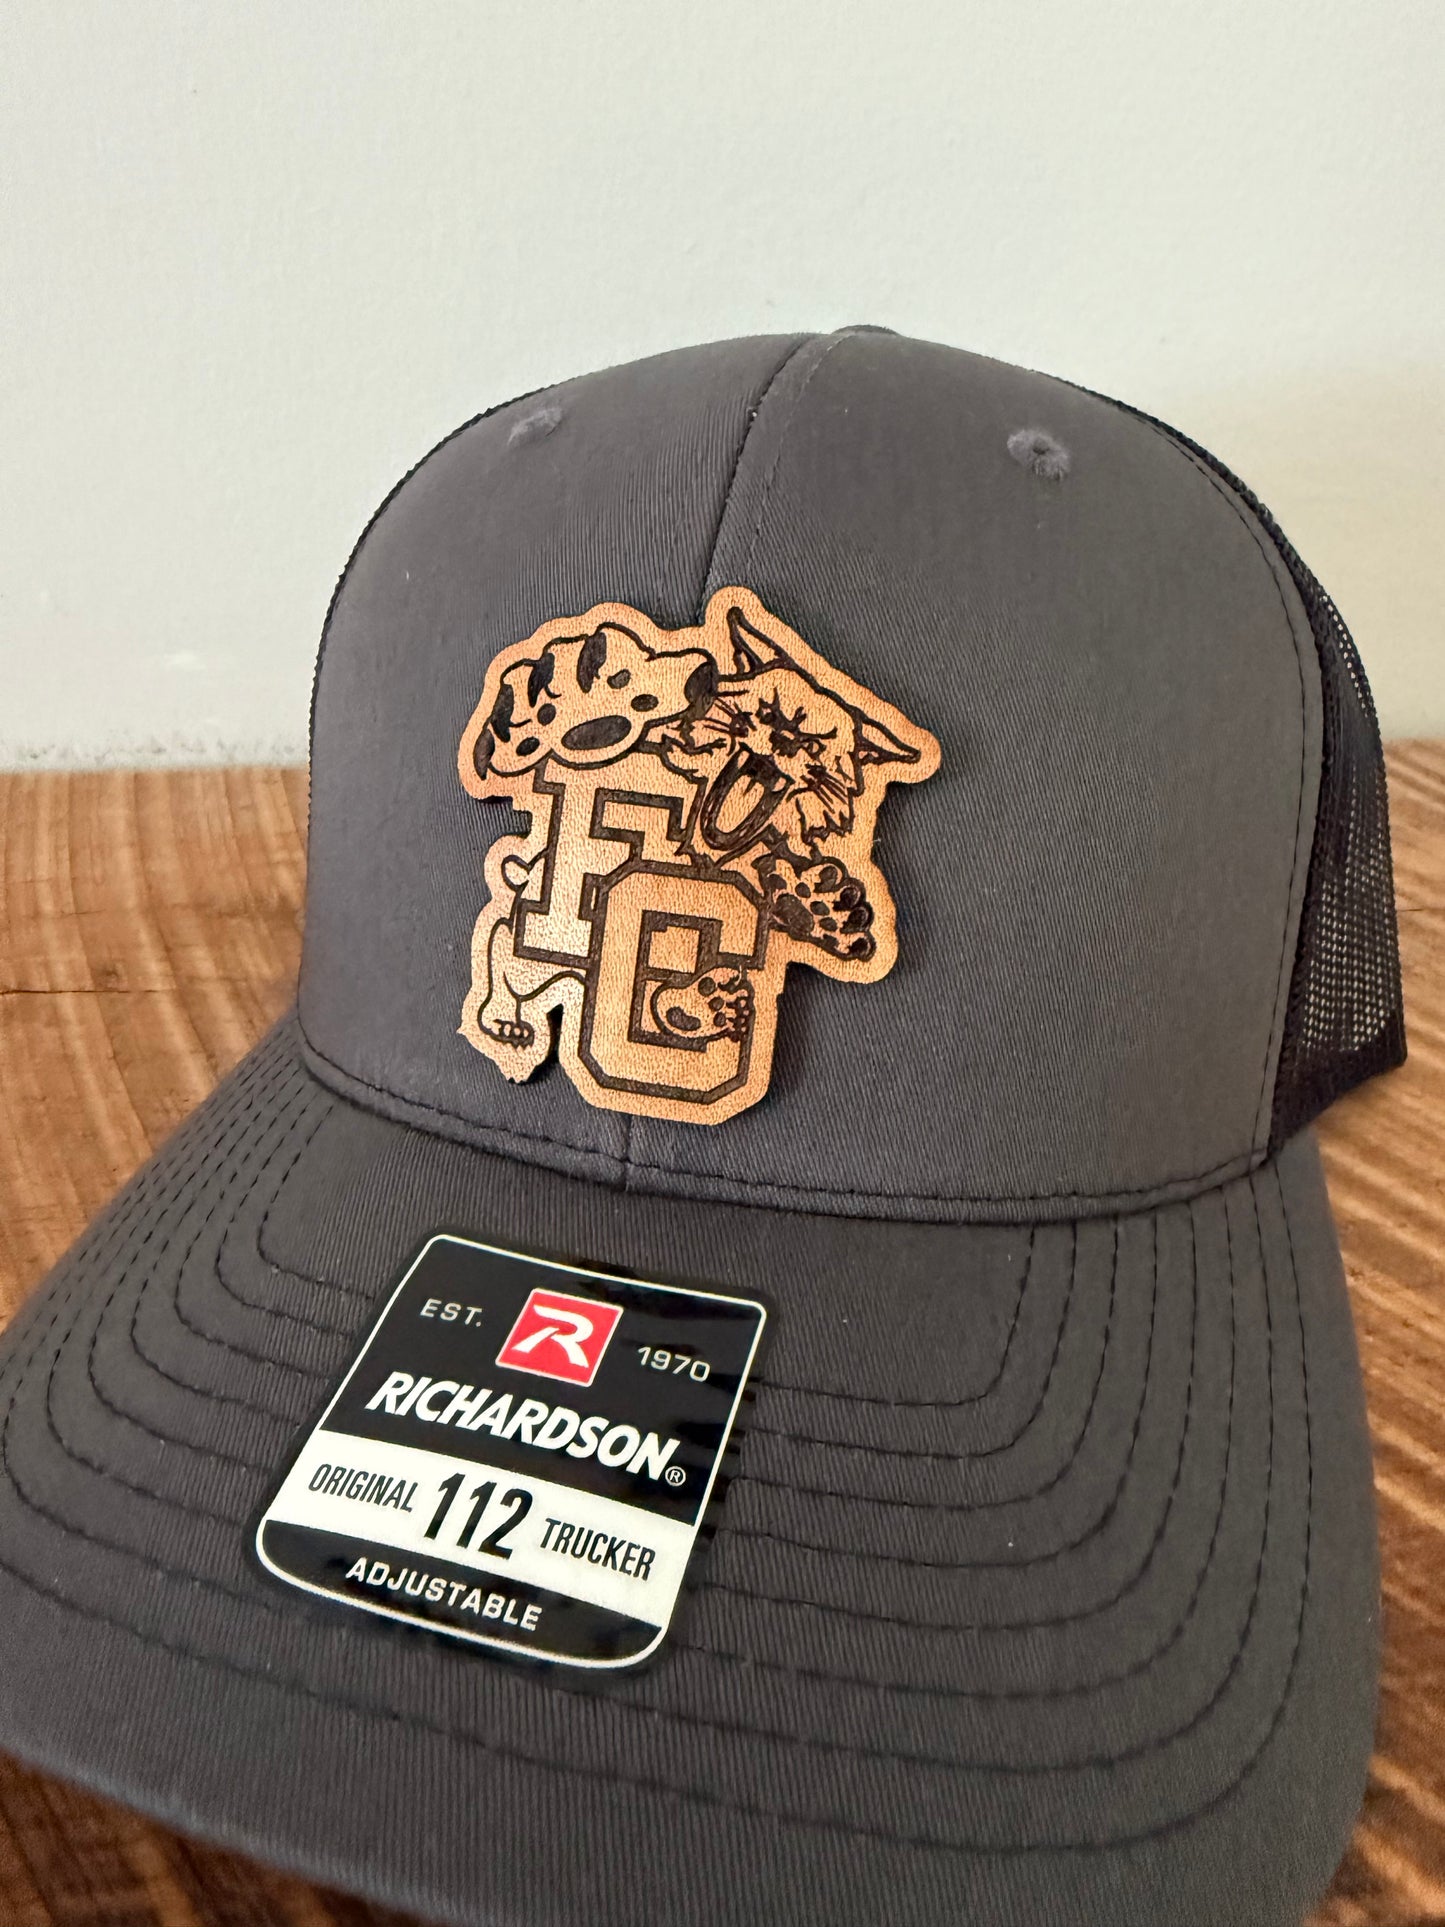 FC
EST. R 1970
RICHARDSON®
ORIGINAL 112 TRUCKER
ADJUSTABLE